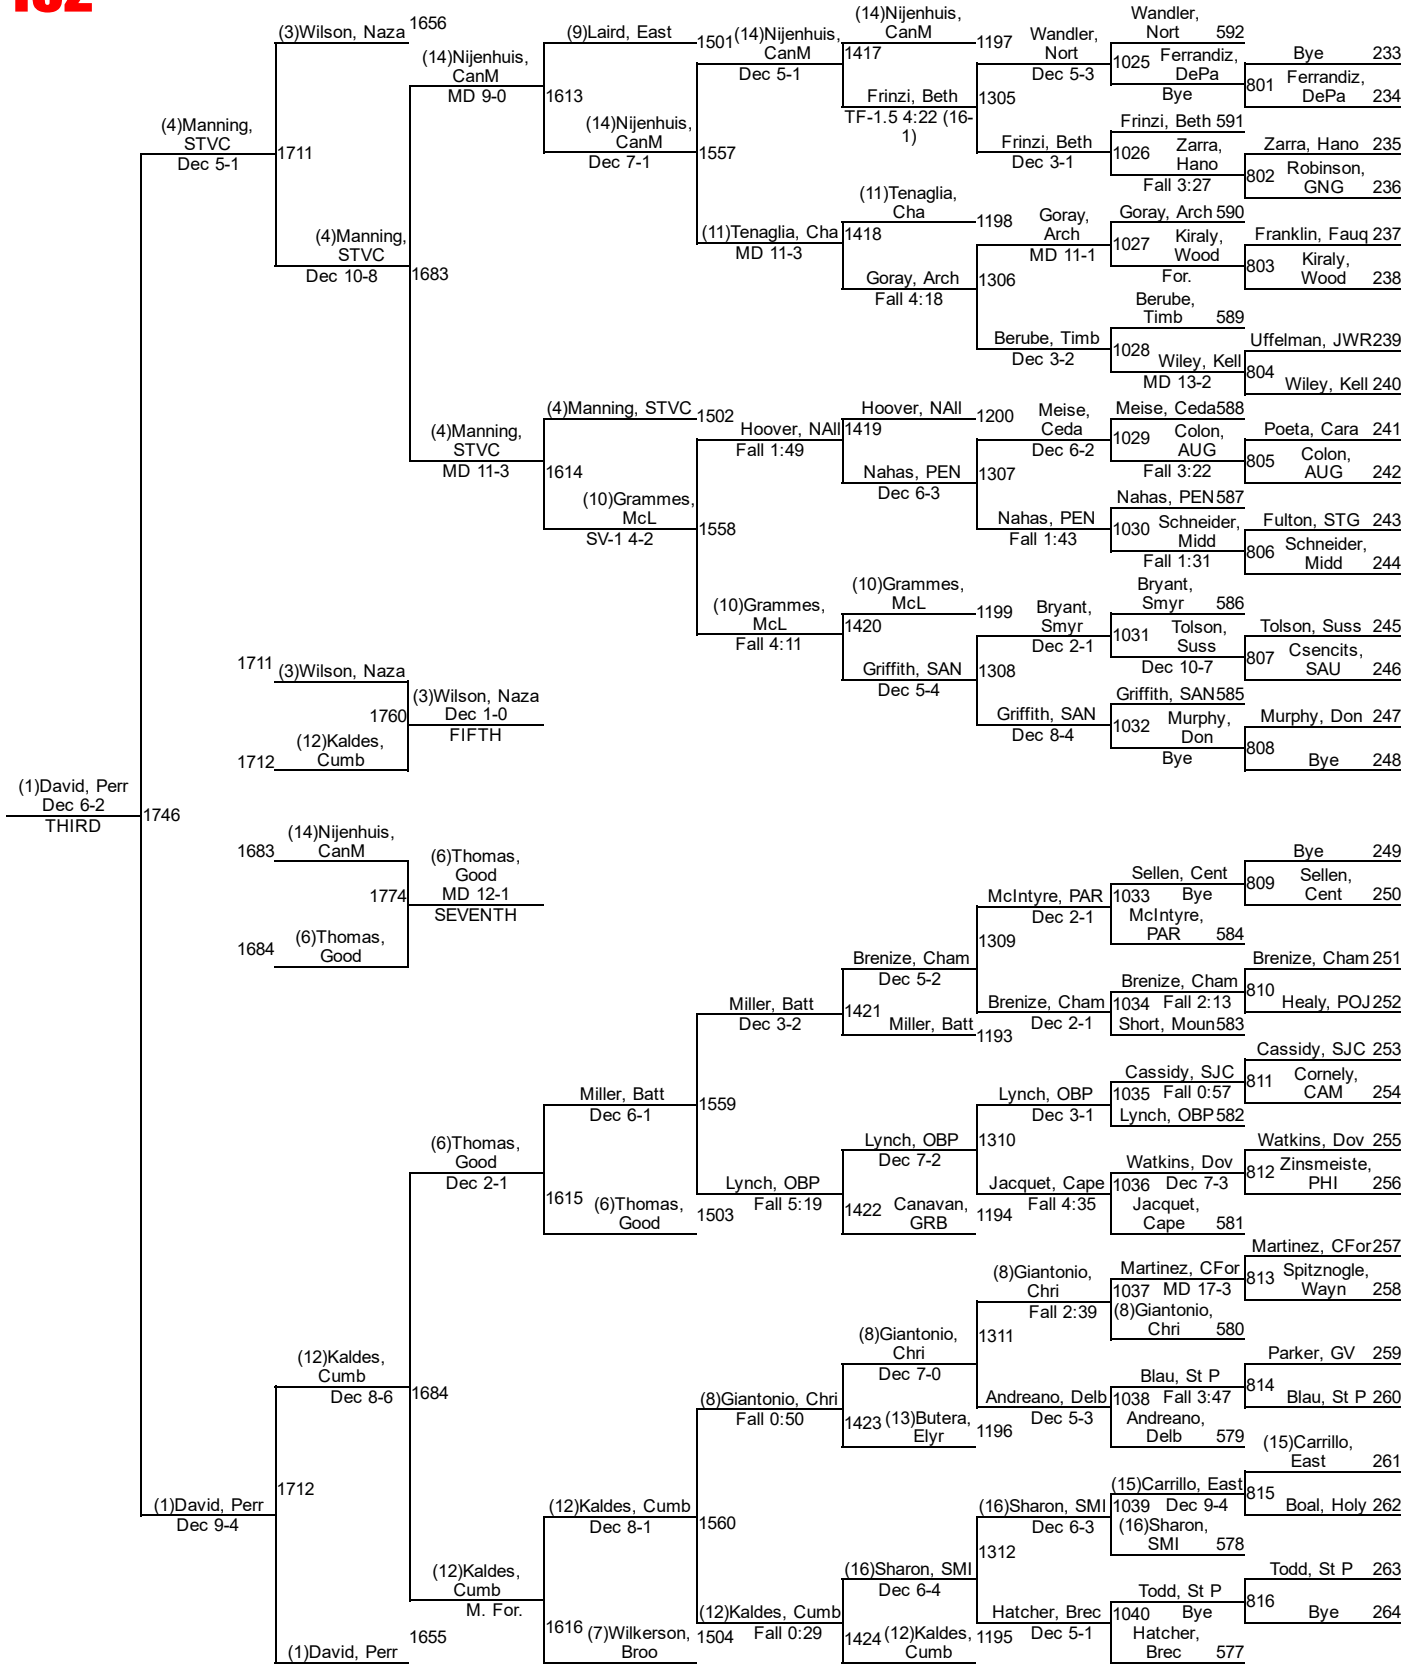 132
(3)Wilson, Naza 1656
(4)Manning,
STVC
Dec 5-1
1711
(4)Manning,
STVC
Dec 10-8
(14)Nijenhuis,
CanM
MD 9-0
1683
(4)Manning,
STVC
MD 11-3
(9)Laird, East 1501
1613
(14)Nijenhuis,
CanM
Dec 7-1
(4)Manning, STVC 1502
1614
(10)Grammes,
McL
SV-1 4-2
(14)Nijenhuis,
CanM
Dec 5-1
1557
(11)Tenaglia, Cha
MD 11-3
Hoover, NAll
Fall 1:49
1558
(10)Grammes,
McL
Fall 4:11
(14)Nijenhuis,
CanM 1197
1417
Frinzi, Beth
TF-1.5 4:22 (16-
1)
(11)Tenaglia,
Cha 1198
1418
Goray, Arch
Fall 4:18
Hoover, NAll 1200
1419
Nahas, PEN
Dec 6-3
(10)Grammes,
McL 1199
1420
Griffith, SAN
Dec 5-4
Wandler,
Nort
Dec 5-3
1305
Frinzi, Beth
Dec 3-1
Goray,
Arch
MD 11-1
1306
Berube, Timb
Dec 3-2
Meise,
Ceda
Dec 6-2
1307
Nahas, PEN
Fall 1:43
Bryant,
Smyr
Dec 2-1
1308
Griffith, SAN
Dec 8-4
Wandler,
Nort 592
1025 Ferrandiz,
DePa
Bye
Frinzi, Beth 591
1026 Zarra,
Hano
Fall 3:27
Goray, Arch 590
1027 Kiraly,
Wood
For.
Berube,
Timb 589
1028 Wiley, Kell
MD 13-2
Meise, Ceda 588
1029 Colon,
AUG
Fall 3:22
Nahas, PEN 587
1030 Schneider,
Midd
Fall 1:31
Bryant,
Smyr 586
1031 Tolson,
Suss
Dec 10-7
Griffith, SAN 585
1032 Murphy,
Don
Bye
Bye 233
801 Ferrandiz,
DePa 234
Zarra, Hano 235
802 Robinson,
GNG 236
Franklin, Fauq 237
803 Kiraly,
Wood 238
Uffelman, JWR 239
804
Wiley, Kell 240
Poeta, Cara 241
805 Colon,
AUG 242
Fulton, STG 243
806 Schneider,
Midd 244
Tolson, Suss 245
807 Csencits,
SAU 246
Murphy, Don 247
808
Bye 248
1711 (3)Wilson, Naza
1760
1712 (12)Kaldes,
Cumb
(3)Wilson, Naza
Dec 1-0
FIFTH
(1)David, Perr
Dec 6-2
THIRD
1746
1683 (14)Nijenhuis,
CanM
1774
1684 (6)Thomas,
Good
(6)Thomas,
Good
MD 12-1
SEVENTH
(1)David, Perr
Dec 9-4
(12)Kaldes,
Cumb
Dec 8-6
1712
(1)David, Perr 1655
(6)Thomas,
Good
Dec 2-1
1684
(12)Kaldes,
Cumb
M. For.
Miller, Batt
Dec 6-1
1615 (6)Thomas,
Good 1503
(12)Kaldes, Cumb
Dec 8-1
1616 (7)Wilkerson,
Broo 1504
Miller, Batt
Dec 3-2
1559
Lynch, OBP
Fall 5:19
(8)Giantonio, Chri
Fall 0:50
1560
(12)Kaldes, Cumb
Fall 0:29
Brenize, Cham
Dec 5-2
1421
Miller, Batt 1193
Lynch, OBP
Dec 7-2
1422 Canavan,
GRB 1194
(8)Giantonio,
Chri
Dec 7-0
1423 (13)Butera,
Elyr 1196
(16)Sharon, SMI
Dec 6-4
1424 (12)Kaldes,
Cumb 1195
McIntyre, PAR
Dec 2-1
1309
Brenize, Cham
Dec 2-1
Lynch, OBP
Dec 3-1
1310
Jacquet, Cape
Fall 4:35
(8)Giantonio,
Chri
Fall 2:39
1311
Andreano, Delb
Dec 5-3
(16)Sharon, SMI
Dec 6-3
1312
Hatcher, Brec
Dec 5-1
Sellen, Cent
1033 Bye
McIntyre,
PAR 584
Brenize, Cham
1034 Fall 2:13
Short, Moun 583
Cassidy, SJC
1035 Fall 0:57
Lynch, OBP 582
Watkins, Dov
1036 Dec 7-3
Jacquet,
Cape 581
Martinez, CFor
1037 MD 17-3
(8)Giantonio,
Chri 580
Blau, St P
1038 Fall 3:47
Andreano,
Delb 579
(15)Carrillo, East
1039 Dec 9-4
(16)Sharon,
SMI 578
Todd, St P
1040 Bye
Hatcher,
Brec 577
Bye 249
809 Sellen,
Cent 250
Brenize, Cham 251
810
Healy, POJ 252
Cassidy, SJC 253
811 Cornely,
CAM 254
Watkins, Dov 255
812 Zinsmeiste,
PHI 256
Martinez, CFor 257
813 Spitznogle,
Wayn 258
Parker, GV 259
814
Blau, St P 260
(15)Carrillo,
East 261
815
Boal, Holy 262
Todd, St P 263
816
Bye 264